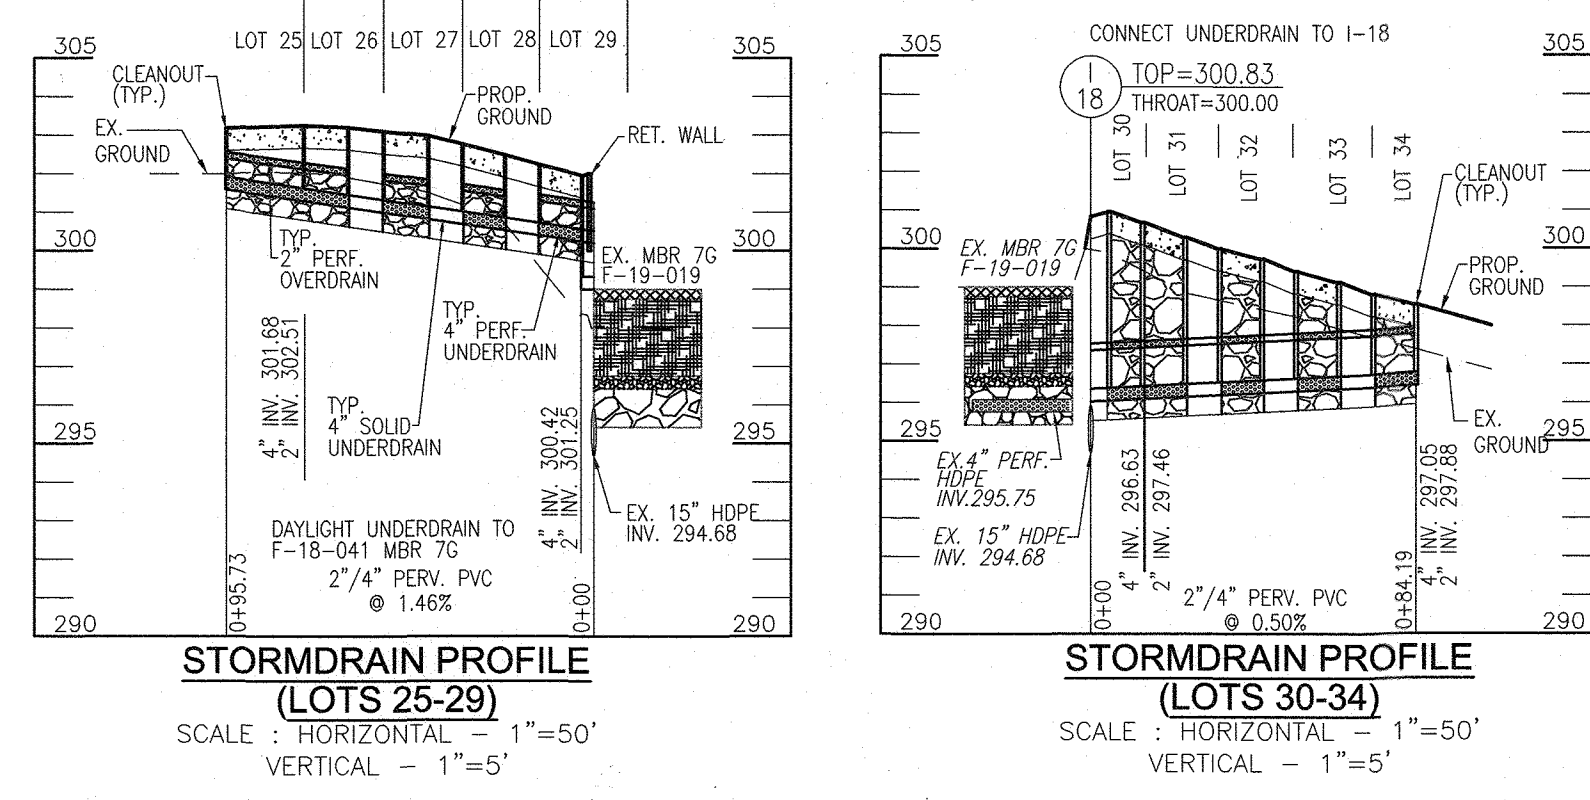 LOT 25
LOT 26
LOT 27
LOT 28
LOT 29
305
305
CLEANOUT
(TYP.)
EX.
GROUND
PROP.
GROUND
RET. WALL
300
TYP.
2" PERF.
OVERDRAIN
EX. MBR 7G
F-19-019
TYP.
4" PERF.
UNDERDRAIN
4" INV. 301.68
2" INV. 302.51
TYP.
4" SOLID
UNDERDRAIN
295
295
4" INV. 300.42
2" INV. 301.25
EX. 15" HDPE
INV. 294.68
DAYLIGHT UNDERDRAIN TO
F-18-041 MBR 7G
2"/4" PERV. PVC
@ 1.46%
0+95.73
0+00
290
290
STORMDRAIN PROFILE
(LOTS 25-29)
SCALE : HORIZONTAL - 1"=50'
VERTICAL - 1"=5'
CONNECT UNDERDRAIN TO I-18
305
305
I
18
TOP=300.83
THROAT=300.00
LOT 30
LOT 31
LOT 32
LOT 33
LOT 34
CLEANOUT
(TYP.)
300
300
EX. MBR 7G
F-19-019
PROP.
GROUND
EX.
GROUND
295
295
EX.4" PERF.
HDPE
INV.295.75
EX. 15" HDPE
INV. 294.68
4" INV. 296.63
2" INV. 297.46
4" INV. 297.05
2" INV. 297.88
2"/4" PERV. PVC
@ 0.50%
0+00
0+84.19
290
290
STORMDRAIN PROFILE
(LOTS 30-34)
SCALE : HORIZONTAL - 1"=50'
VERTICAL - 1"=5'